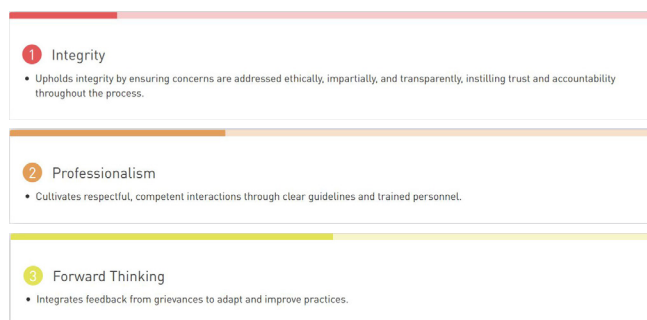 1 Integrity
• Upholds integrity by ensuring concerns are addressed ethically, impartially, and transparently, instilling trust and accountability
throughout the process.
2 Professionalism
• Cultivates respectful, competent interactions through clear guidelines and trained personnel.
3 Forward Thinking
• Integrates feedback from grievances to adapt and improve practices.